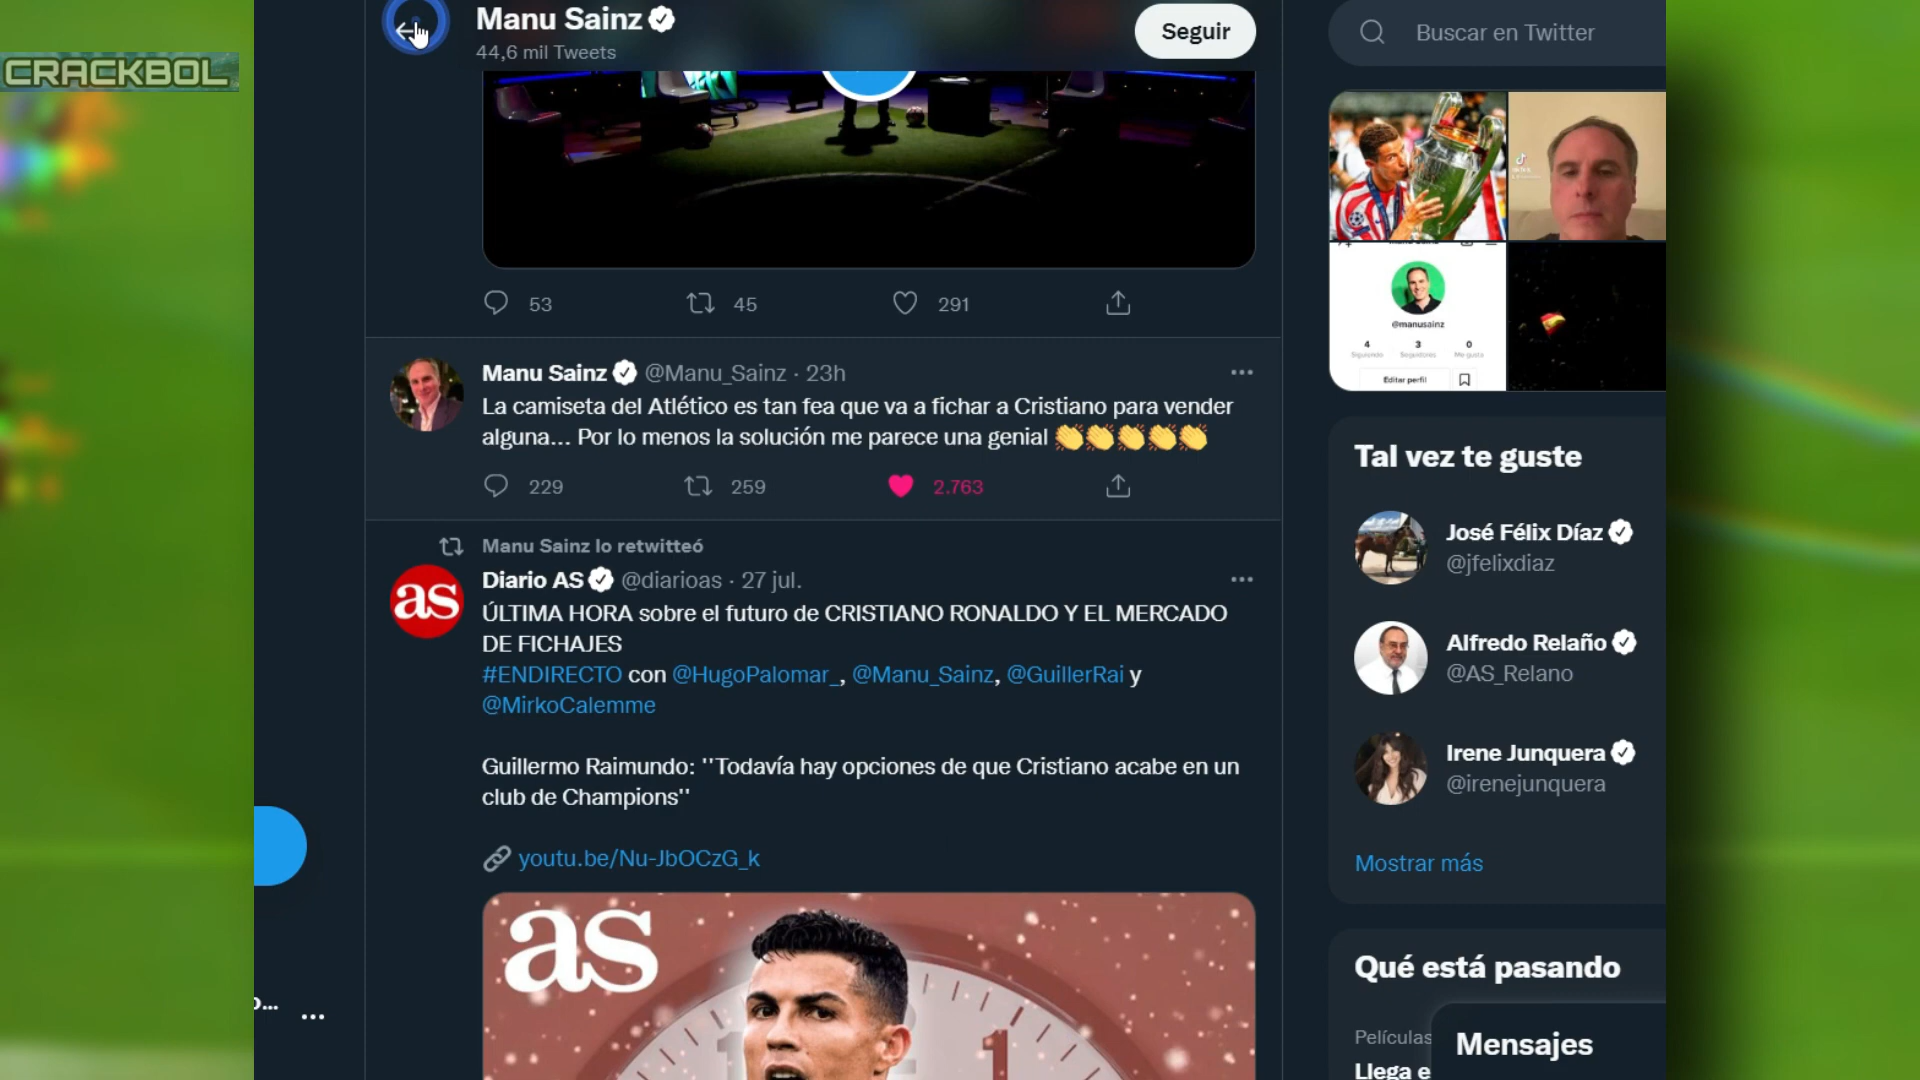 CRACKBOL
Manu Sainz
44,6 mil Tweets
Seguir
Buscar en Twitter
53
45
291
Manu Sainz @Manu_Sainz · 23h
La camiseta del Atlético es tan fea que va a fichar a Cristiano para vender
alguna... Por lo menos la solución me parece una genial 👏👏👏👏👏
229
259
2.763
Manu Sainz lo retwitteó
Diario AS @diarioas · 27 jul.
as
ÚLTIMA HORA sobre el futuro de CRISTIANO RONALDO Y EL MERCADO
DE FICHAJES
#ENDIRECTO con @HugoPalomar_, @Manu_Sainz, @GuillerRai y
@MirkoCalemme
Guillermo Raimundo: ''Todavía hay opciones de que Cristiano acabe en un
club de Champions''
youtu.be/Nu-JbOCzG_k
as
1
@manusainz
4
3
0
Siguiendo
Seguidores
Me gusta
Editar perfil
Tal vez te guste
José Félix Díaz
@jfelixdiaz
Alfredo Relaño
@AS_Relano
Irene Junquera
@irenejunquera
Mostrar más
Qué está pasando
Películas
Llega e
Mensajes